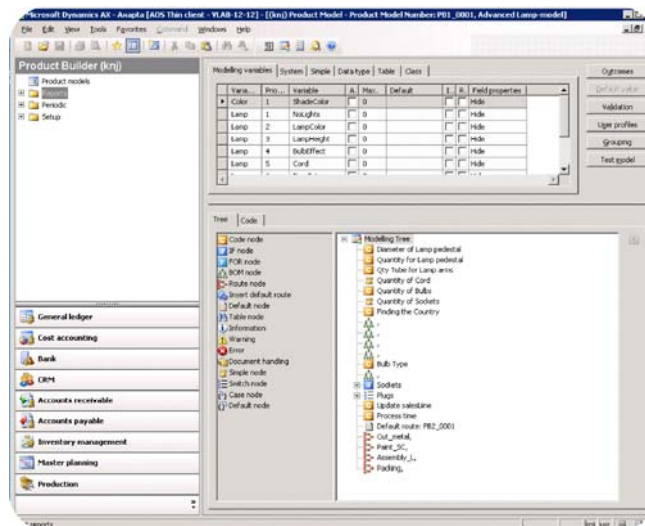 Microsoft Dynamics AX - Axapta [AOS Thin client - VLAB-12-12] - [(knj) Product Model - Product Model Number: PB1_0001, Advanced Lamp-model]
File Edit View Tools Favorites Command Windows Help
Product Builder (knj)
Product models
Reports
Periodic
Setup
General ledger
Cost accounting
Bank
CRM
Accounts receivable
Accounts payable
Inventory management
Master planning
Production
Modelling variables System Simple Data type Table Class
Varia... Prio... Variable A. Max. Default I.. R. Field properties
Color 1 ShadeColor 0 Hide
Lamp 1 NoLights 0 Hide
Lamp 2 LampColor 0 Hide
Lamp 3 LampHeight 0 Hide
Lamp 4 BulbEffect 0 Hide
Lamp 5 Cord 0 Hide
Outcomes
Default value
Validation
User profiles
Grouping
Test model
Tree Code
Code node
IF node
FOR node
BOM node
Route node
Insert default route
Default node
Table node
Information
Warning
Error
Document handling
Simple node
Switch node
Case node
Default node
Modelling Tree
Diameter of Lamp pedestal
Quantity for Lamp pedestal
Qty Tube for Lamp arms
Quantity of Cord
Quantity of Bulbs
Quantity of Sockets
Finding the Country
,
,
,
,
Bulb Type
,
Sockets
Plugs
Update salesLine
Process time
Default route: PB2_0001
Cut_metal,
Paint_SC,
Assembly_L,
Packing,